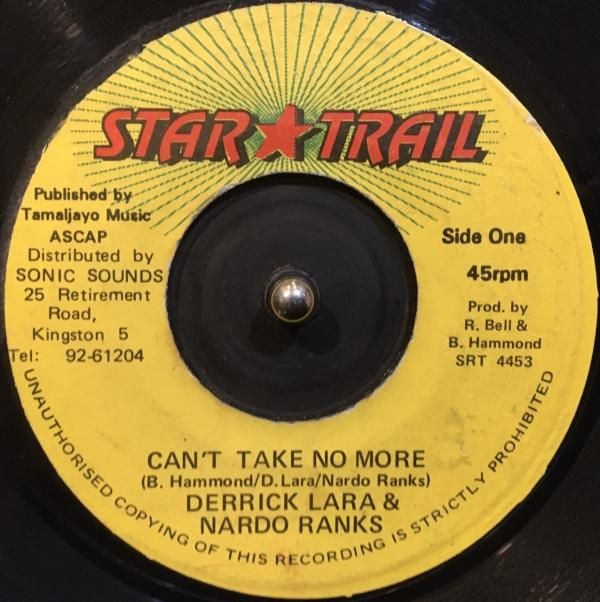 STAR TRAIL
Published by
Tamaljayo Music
ASCAP
Distributed by
SONIC SOUNDS
25 Retirement
Road,
Kingston 5
Tel: 92-61204
Side One
45rpm
Prod. by
R. Bell &
B. Hammond
SRT 4453
CAN'T TAKE NO MORE
(B. Hammond/D.Lara/Nardo Ranks)
DERRICK LARA &
NARDO RANKS
UNAUTHORISED COPYING OF THIS RECORDING IS STRICTLY PROHIBITED